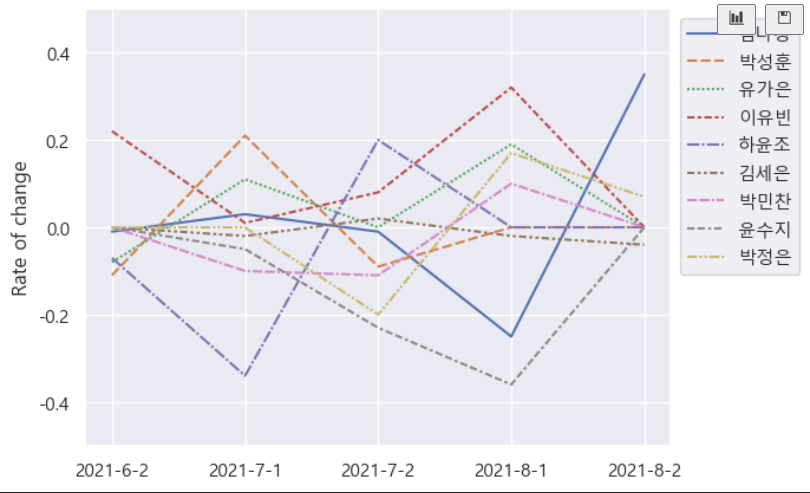 0.4
0.2
0.0
-0.2
-0.4
Rate of change
2021-6-2
2021-7-1
2021-7-2
2021-8-1
2021-8-2
박성훈
유가은
이유빈
하윤조
김세은
박민찬
윤수지
박정은